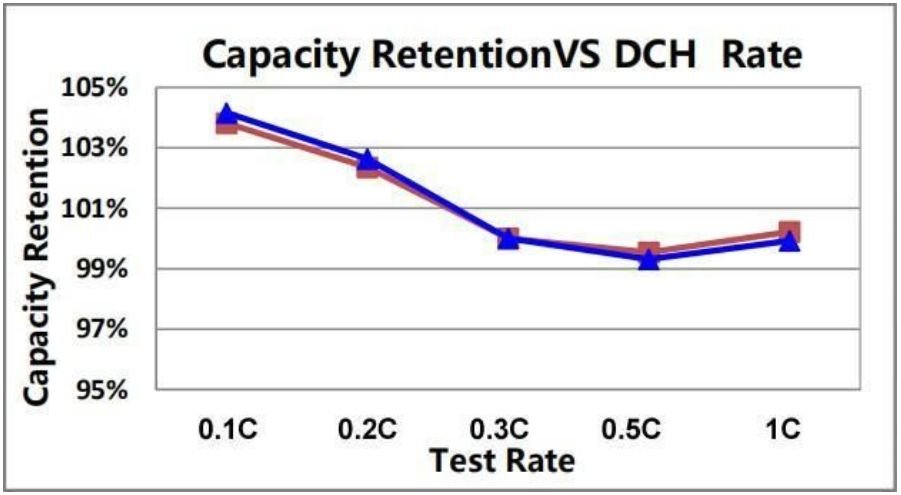 Capacity RetentionVS DCH Rate
Capacity Retention
105%
103%
101%
99%
97%
95%
0.1C 0.2C 0.3C 0.5C 1C
Test Rate